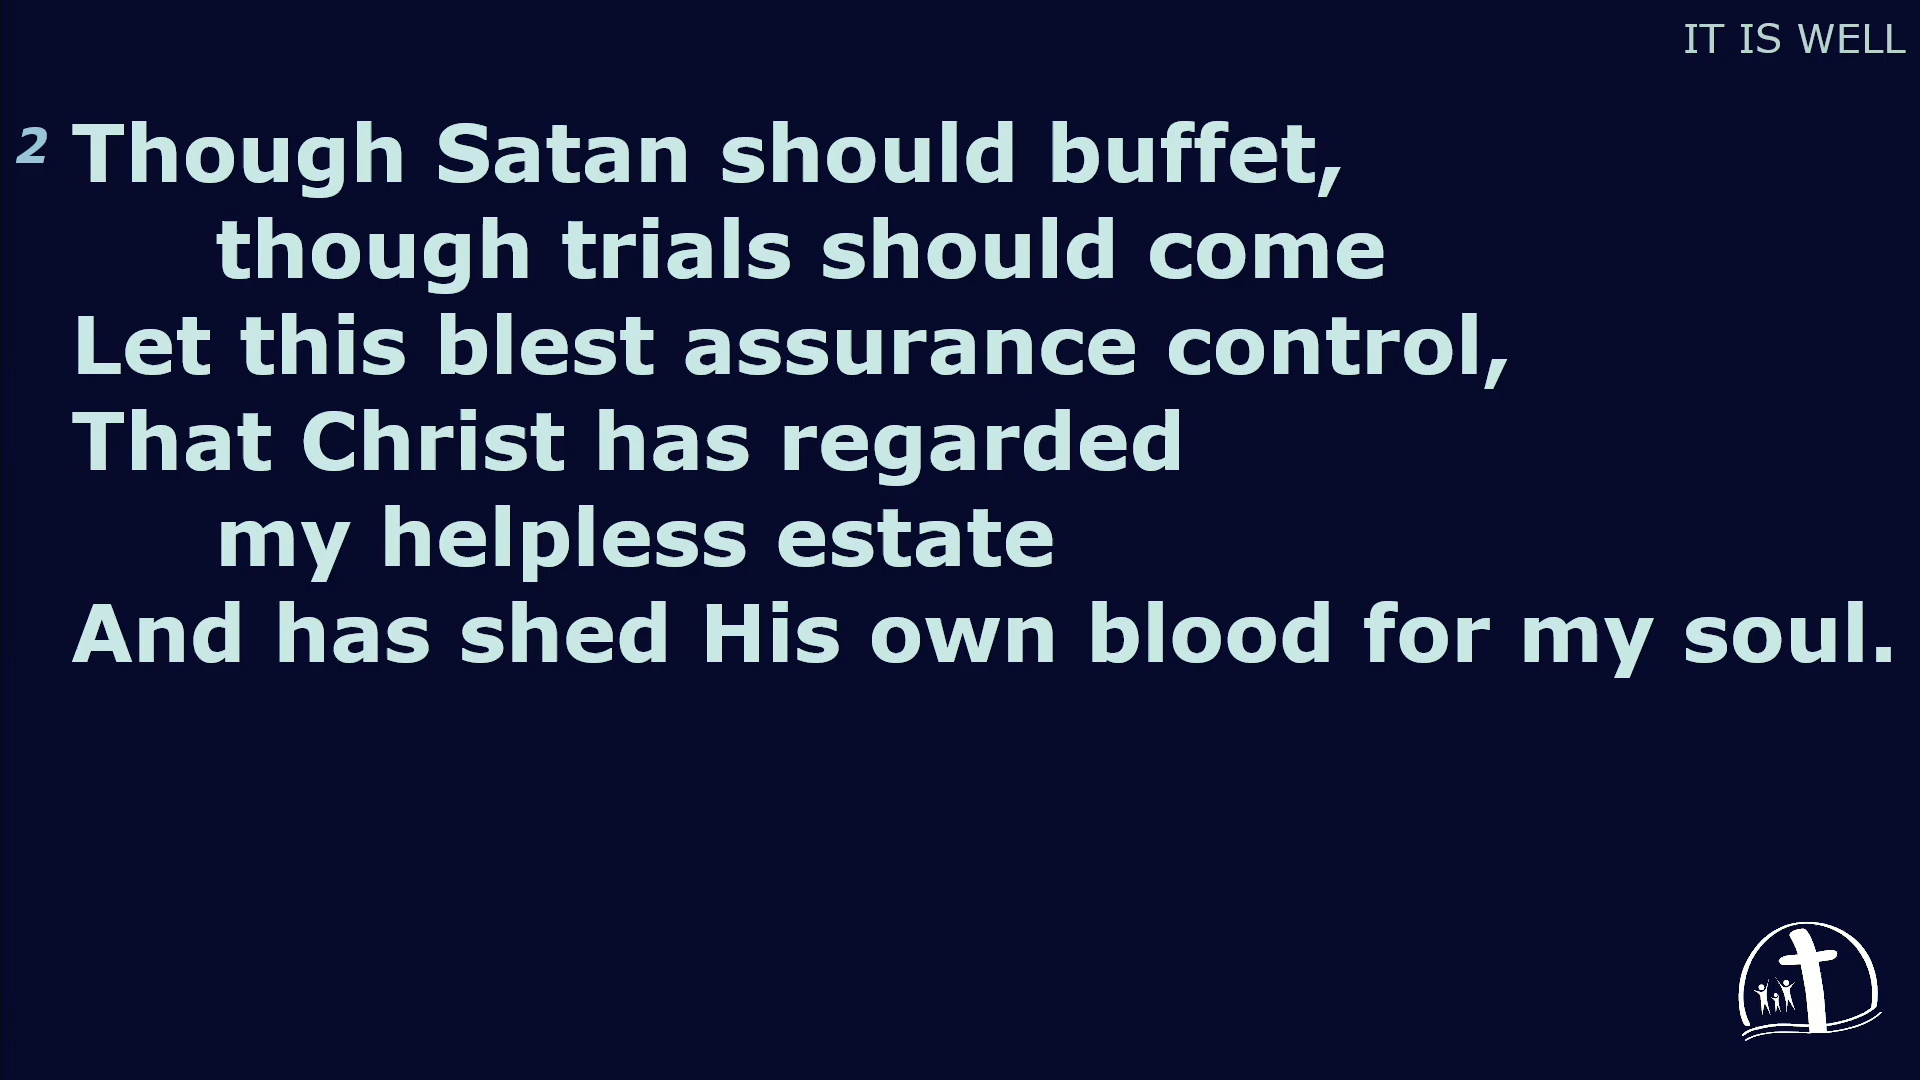 IT IS WELL
2 Though Satan should buffet,
though trials should come
Let this blest assurance control,
That Christ has regarded
my helpless estate
And has shed His own blood for my soul.